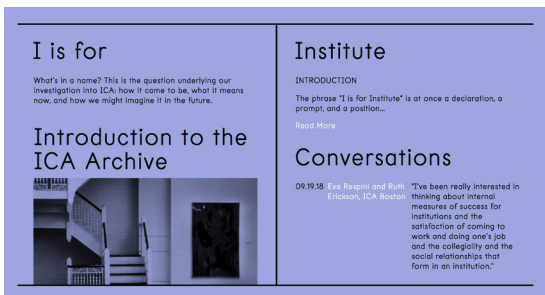 I is for
What's in a name? This is the question underlying our
investigation into ICA: how it came to be, what it means
now, and how we might imagine it in the future.
Introduction to the
ICA Archive
Institute
INTRODUCTION
The phrase "I is for Institute" is at once a declaration, a
prompt, and a position...
Read More
Conversations
09.19.18
Eva Respini and Ruth
Erickson, ICA Boston
"I've been really interested in
thinking about internal
measures of success for
institutions and the
satisfaction of coming to
work and doing one's job
and the collegiality and the
social relationships that
form in an institution."